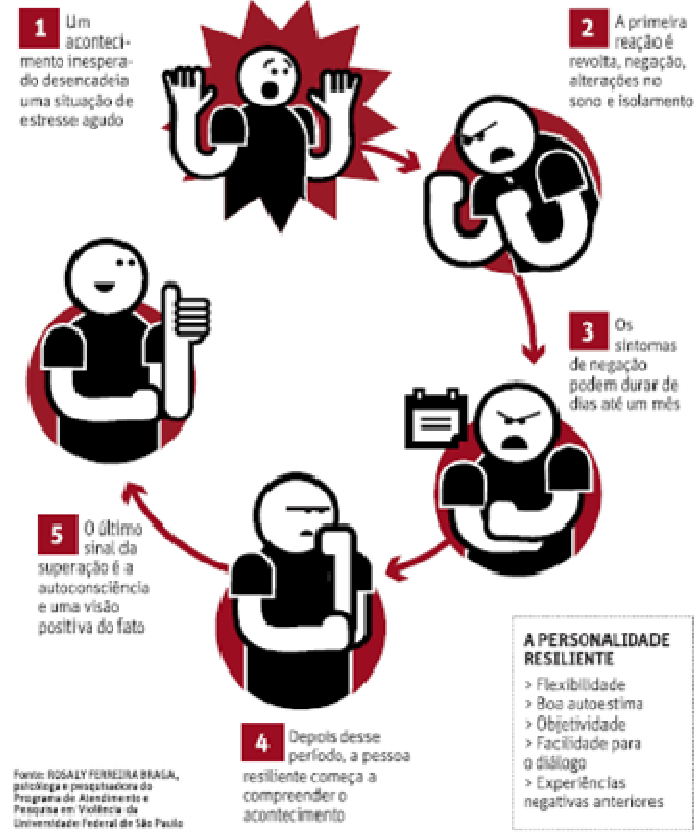 1 Um
aconteci-
mento inespera-
do desencadeia
uma situação de
estresse agudo
2 A primeira
reação é
revolta, negação,
alterações no
sono e isolamento
3 Os
sintomas
de negação
podem durar de
dias até um mês
4 Depois desse
período, a pessoa
resiliente começa a
compreender o
acontecimento
5 O último
sinal da
superação é a
autoconsciência
e uma visão
positiva do fato
A PERSONALIDADE
RESILIENTE
> Flexibilidade
> Boa autoestima
> Objetividade
> Facilidade para
o diálogo
> Experiências
negativas anteriores
Fonte: ROSALY FERREIRA BRAGA,
psicóloga e pesquisadora do
Programa de Atendimento e
Pesquisa em Violência da
Universidade Federal de São Paulo